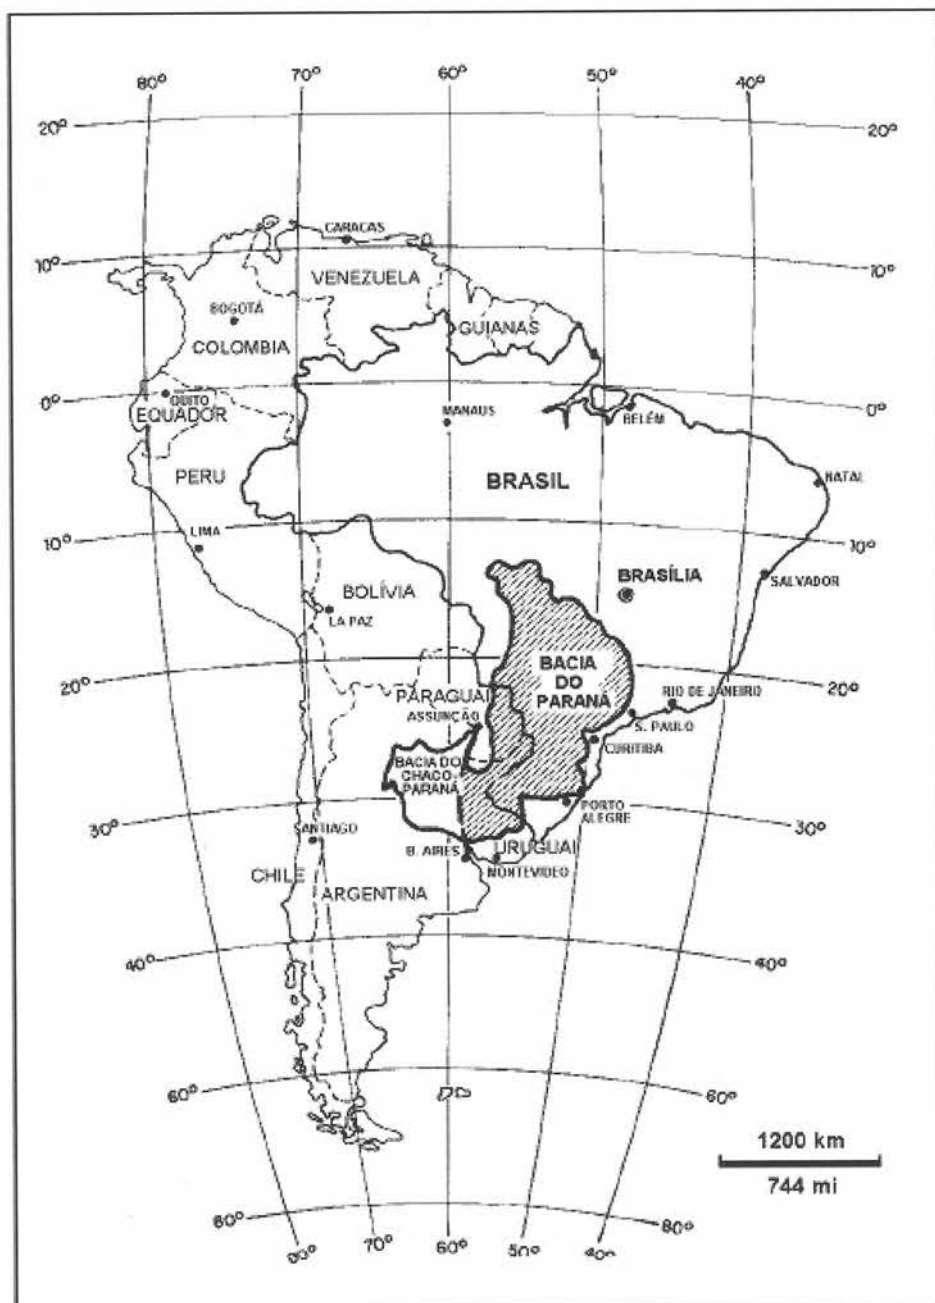 80°
70°
60°
50°
40°
20°
20°
CARACAS
10°
VENEZUELA
10°
BOGOTÁ
GUIANAS
COLOMBIA
0°
QUITO
EQUADOR
MANAUS
BELÉM
0°
PERU
BRASIL
NATAL
LIMA
10°
10°
BOLÍVIA
LA PAZ
BRASÍLIA
SALVADOR
BACIA
DO
PARANÁ
20°
PARAGUAI
ASSUNÇÃO
RIO DE JANEIRO
20°
S. PAULO
CURITIBA
BACIA DO
CHACO-
PARANÁ
30°
SANTIAGO
PORTO
ALEGRE
30°
B. AIRES
URUGUAI
MONTEVIDEO
CHILE
ARGENTINA
40°
40°
60°
60°
1200 km
744 mi
80°
70°
60°
50°
40°